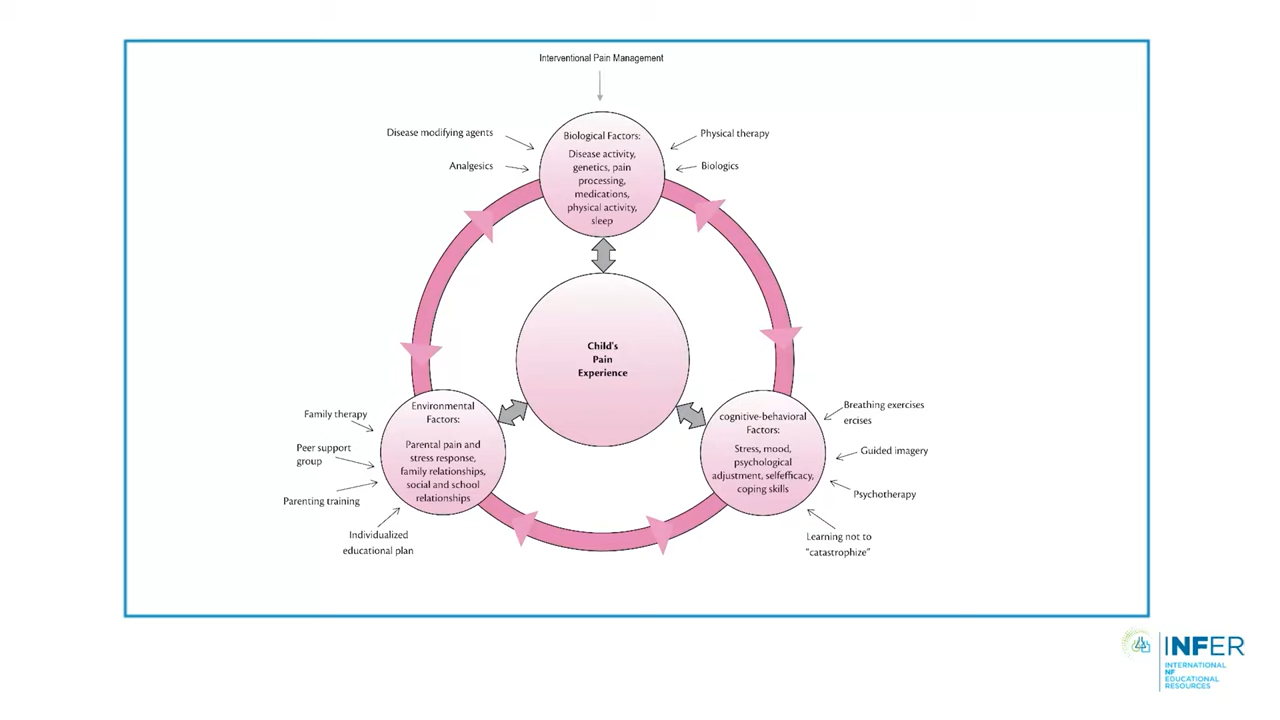 Interventional Pain Management
Disease modifying agents
Analgesics
Biological Factors:
Disease activity,
genetics, pain
processing,
medications,
physical activity,
sleep
Physical therapy
Biologics
Child's
Pain
Experience
Family therapy
Peer support
group
Parenting training
Individualized
educational plan
Environmental
Factors:
Parental pain and
stress response,
family relationships,
social and school
relationships
cognitive-behavioral
Factors:
Stress, mood,
psychological
adjustment, selfefficacy,
coping skills
Breathing exercises
ercises
Guided imagery
Psychotherapy
Learning not to
"catastrophize"
INFER
INTERNATIONAL
NF
EDUCATIONAL
RESOURCES